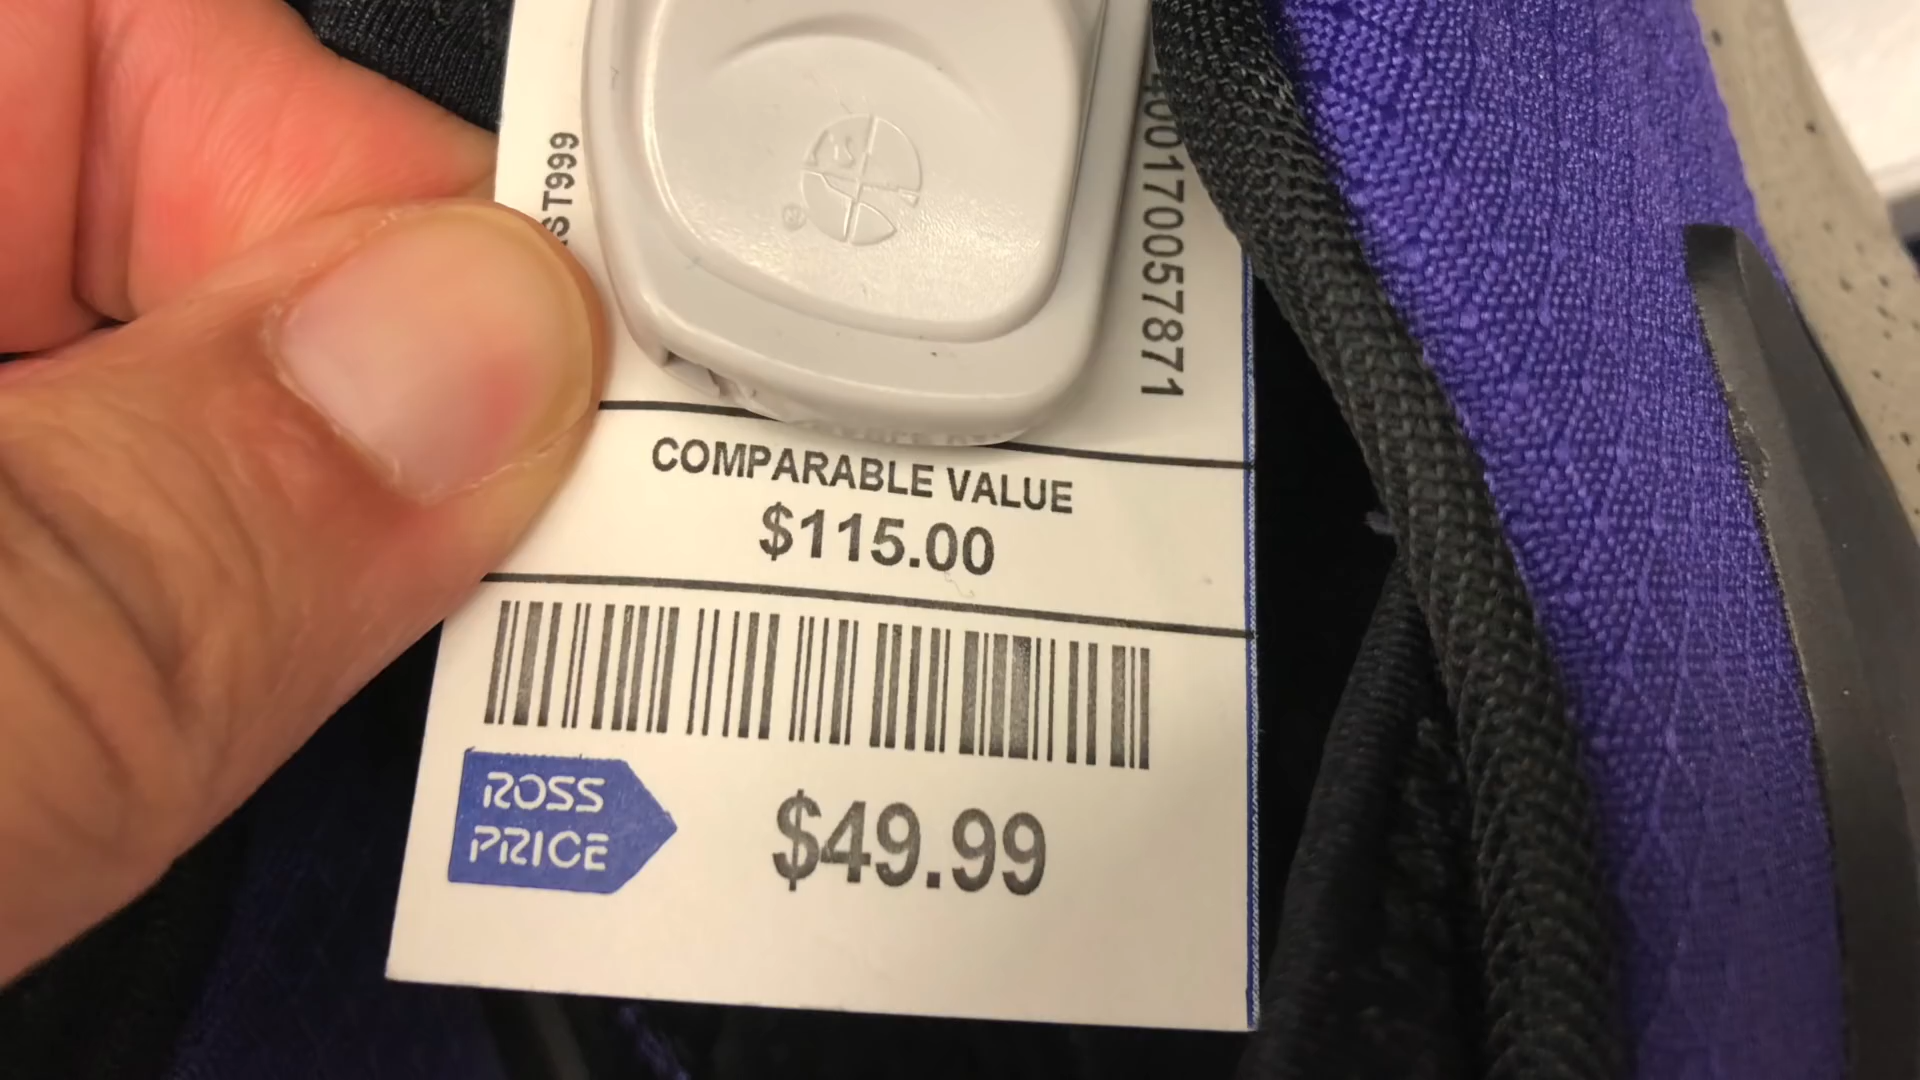 ST999
400170057871
COMPARABLE VALUE
$115.00
ROSS
PRICE
$49.99